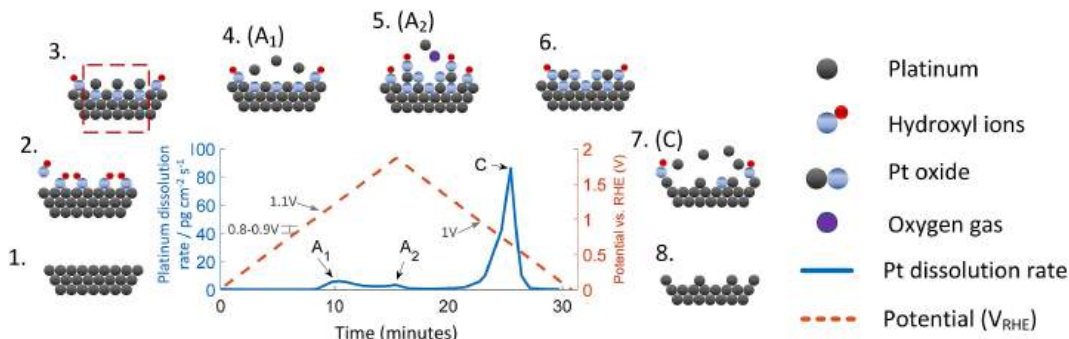 1.
2.
3.
4. (A₁)
5. (A₂)
6.
7. (C)
8.
Platinum dissolution
rate / pg cm⁻² s⁻¹
100
80
60
40
20
0
0
10
20
30
Time (minutes)
2
1.5
1
0.5
0
Potential vs. RHE (V)
0.8-0.9V
1.1V
1V
A₁
A₂
C
Platinum
Hydroxyl ions
Pt oxide
Oxygen gas
Pt dissolution rate
Potential (V_RHE)